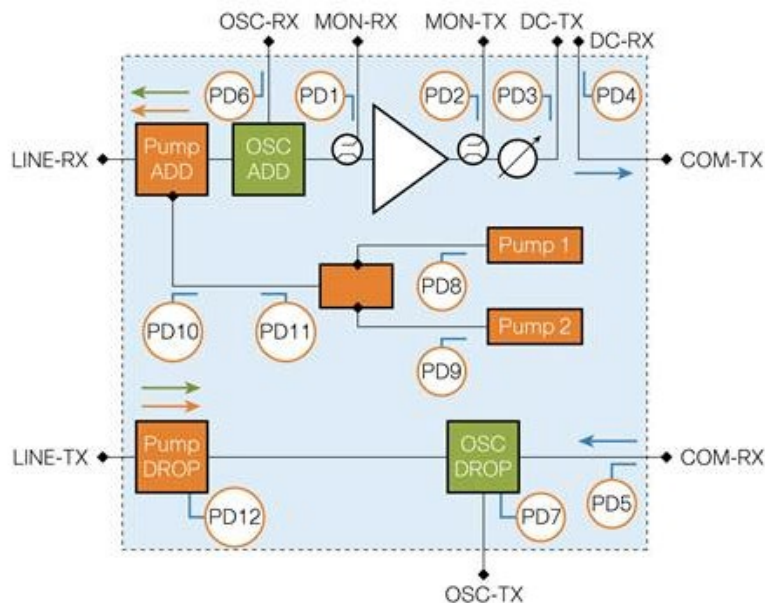 OSC-RX
MON-RX
MON-TX
DC-TX
DC-RX
PD6
PD1
PD2
PD3
PD4
LINE-RX
Pump
ADD
OSC
ADD
COM-TX
Pump 1
PD8
PD10
PD11
Pump 2
PD9
LINE-TX
Pump
DROP
OSC
DROP
COM-RX
PD12
PD7
PD5
OSC-TX